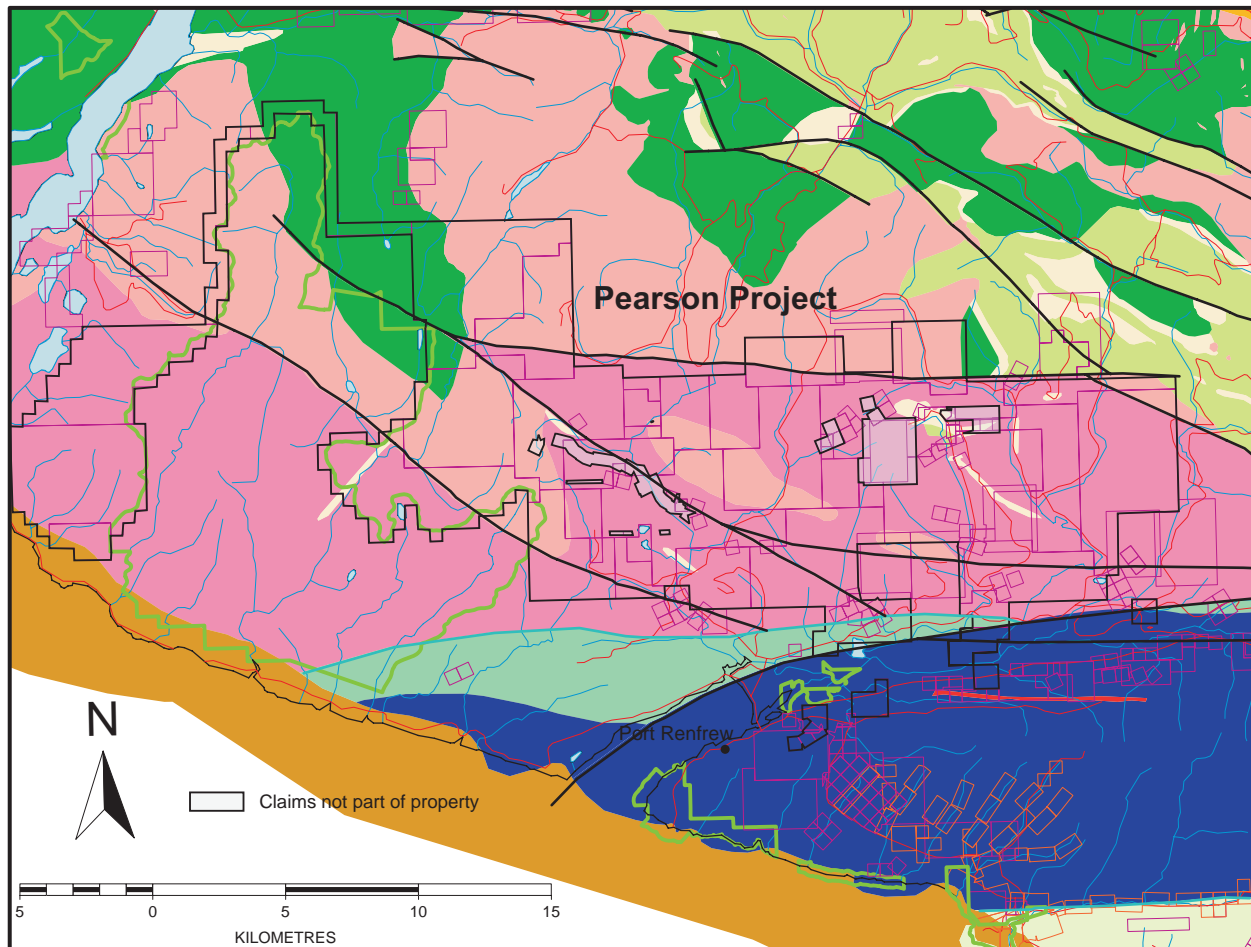 Pearson Project
Port Renfrew
N
Claims not part of property
5 0 5 10 15
KILOMETRES